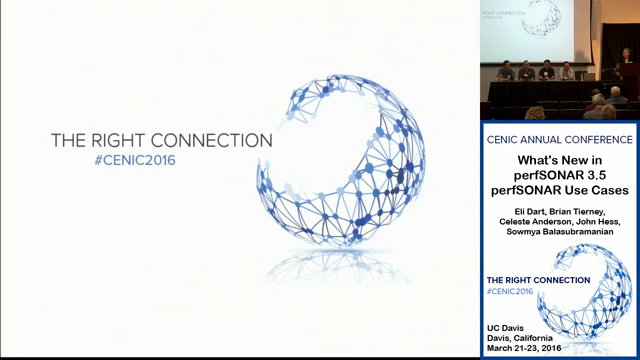 THE RIGHT CONNECTION
#CENIC2016
RIGHT CONNECTION
CENIC ANNUAL CONFERENCE
What's New in
perfSONAR 3.5
perfSONAR Use Cases
Eli Dart, Brian Tierney,
Celeste Anderson, John Hess,
Sowmya Balasubramanian
THE RIGHT CONNECTION
#CENIC2016
UC Davis
Davis, California
March 21-23, 2016